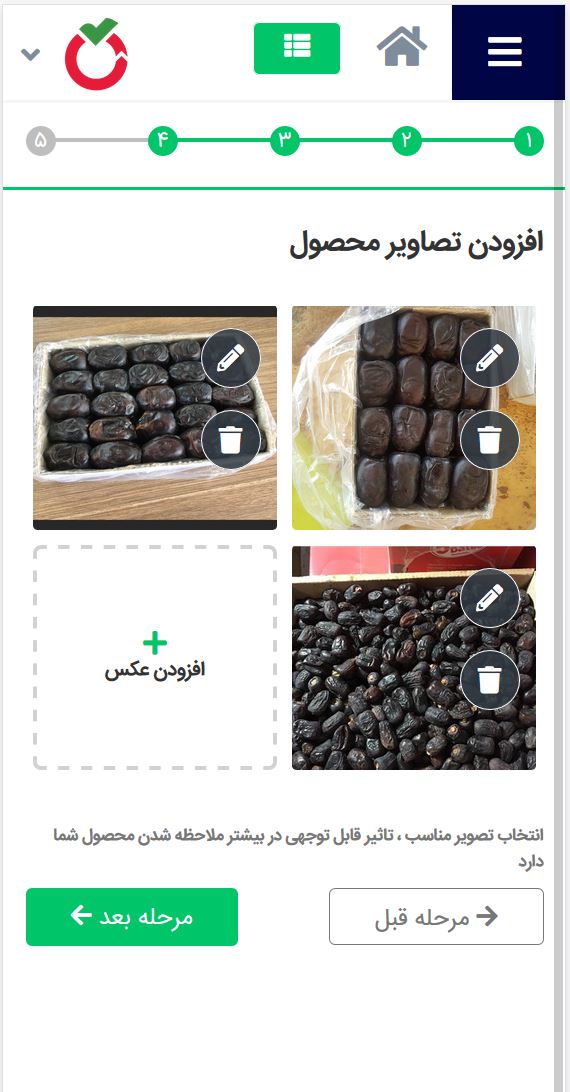 ۱ ۲ ۳ ۴ ۵
افزودن تصاویر محصول
افزودن عکس
انتخاب تصویر مناسب ، تاثیر قابل توجهی در بیشتر ملاحظه شدن محصول شما
دارد
مرحله قبل
مرحله بعد